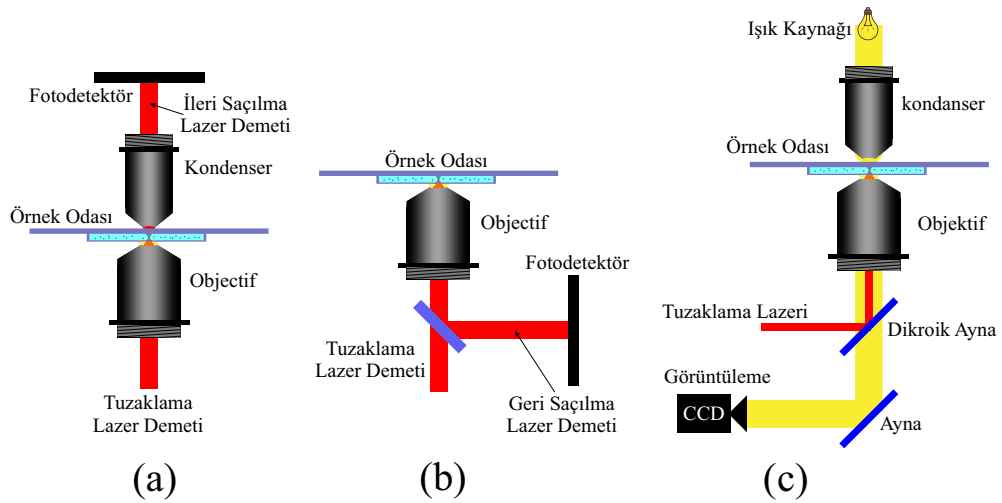 Fotodetektör
İleri Saçılma
Lazer Demeti
Kondenser
Örnek Odası
Objectif
Tuzaklama
Lazer Demeti
(a)
Örnek Odası
Objectif
Fotodetektör
Tuzaklama
Lazer Demeti
Geri Saçılma
Lazer Demeti
(b)
Işık Kaynağı
kondanser
Örnek Odası
Objektif
Tuzaklama Lazeri
Dikroik Ayna
Görüntüleme
CCD
Ayna
(c)